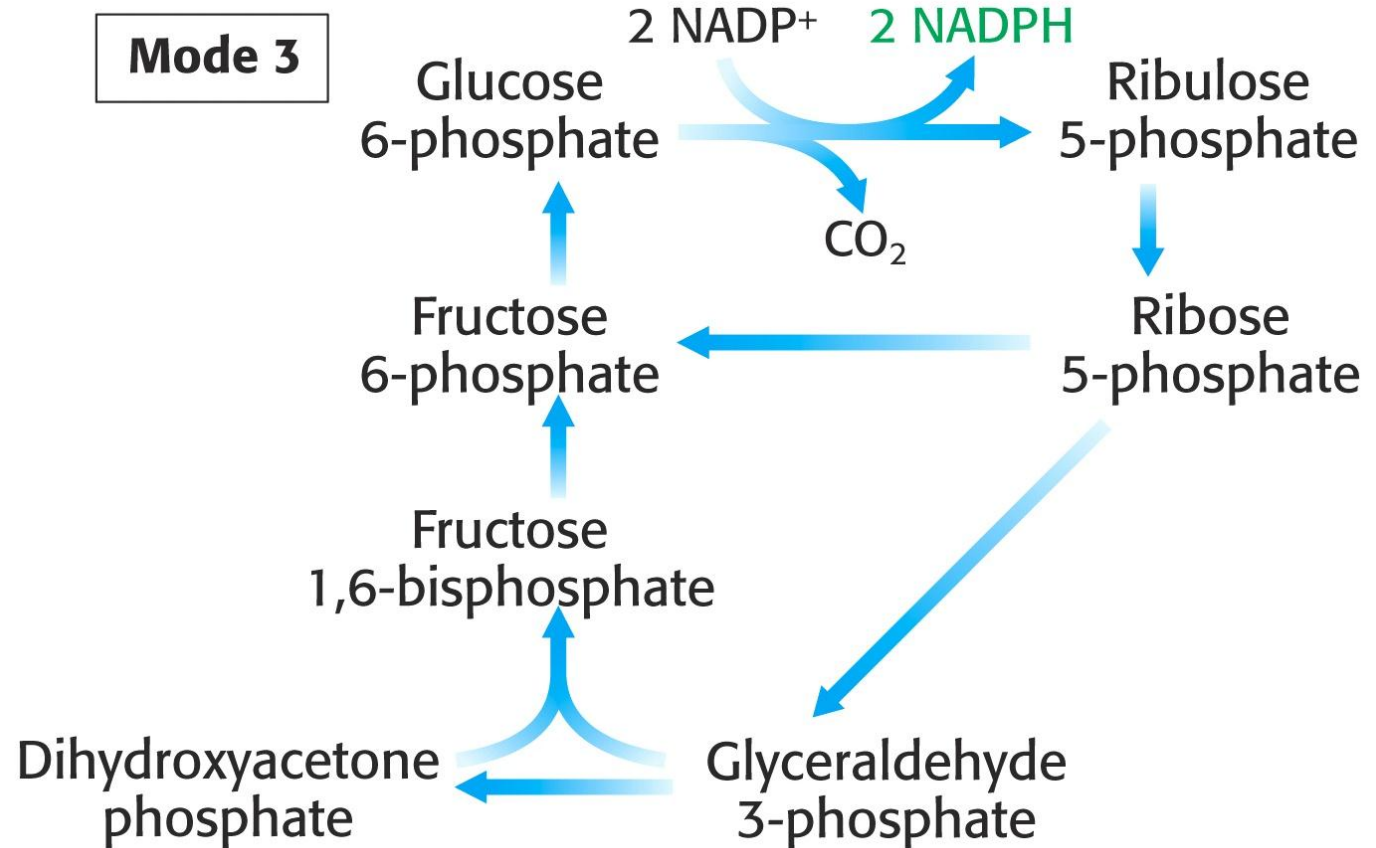 Mode 3
2 NADP⁺ 2 NADPH
Glucose
6-phosphate
Ribulose
5-phosphate
CO₂
Fructose
6-phosphate
Ribose
5-phosphate
Fructose
1,6-bisphosphate
Dihydroxyacetone
phosphate
Glyceraldehyde
3-phosphate